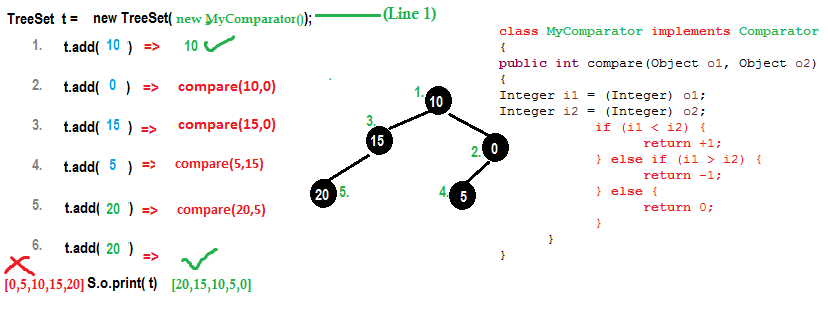 TreeSet t = new TreeSet( new MyComparator()); (Line 1)
1. t.add( 10 ) => 10
2. t.add( 0 ) => compare(10,0)
3. t.add( 15 ) => compare(15,0)
4. t.add( 5 ) => compare(5,15)
5. t.add( 20 ) => compare(20,5)
6. t.add( 20 ) =>
[0,5,10,15,20] S.o.print( t) [20,15,10,5,0]
1. 10
3. 15
2. 0
20 5.
4. 5
class MyComparator implements Comparator
{
public int compare(Object o1, Object o2)
{
Integer i1 = (Integer) o1;
Integer i2 = (Integer) o2;
if (i1 < i2) {
return +1;
} else if (i1 > i2) {
return -1;
} else {
return 0;
}
}
}